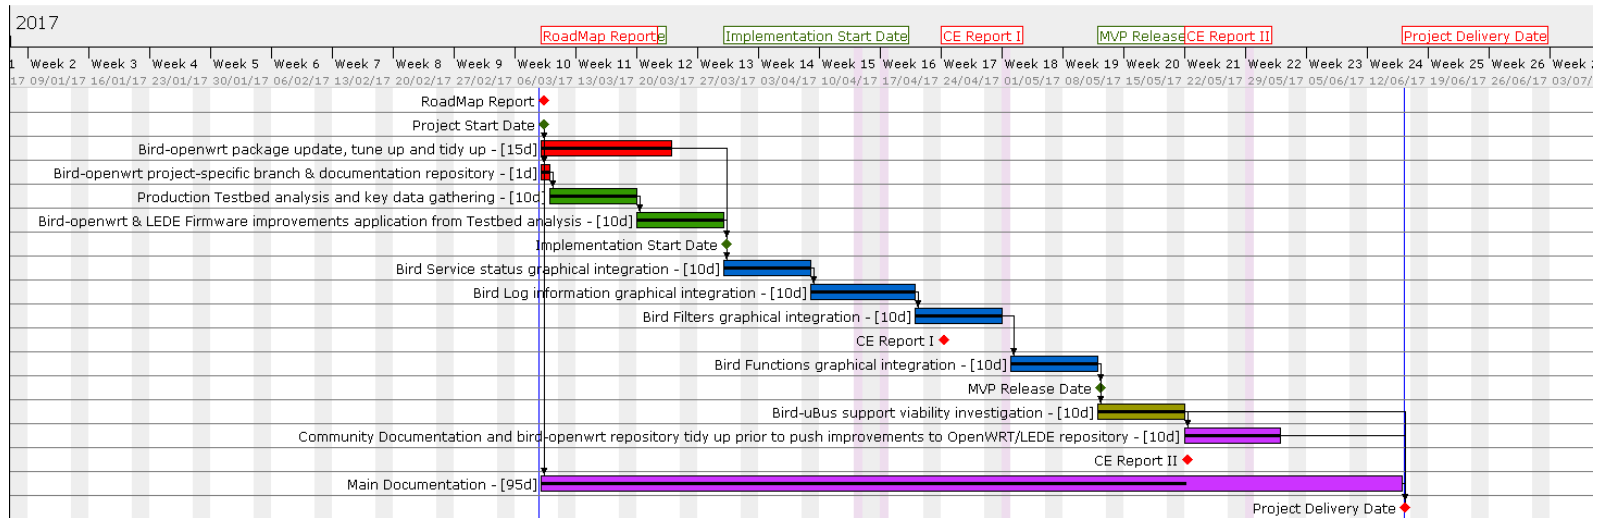 2017
RoadMap Report e Implementation Start Date CE Report I MVP Release CE Report II Project Delivery Date
1 Week 2 Week 3 Week 4 Week 5 Week 6 Week 7 Week 8 Week 9 Week 10 Week 11 Week 12 Week 13 Week 14 Week 15 Week 16 Week 17 Week 18 Week 19 Week 20 Week 21 Week 22 Week 23 Week 24 Week 25 Week 26 Week 2
17 09/01/17 16/01/17 23/01/17 30/01/17 06/02/17 13/02/17 20/02/17 27/02/17 06/03/17 13/03/17 20/03/17 27/03/17 03/04/17 10/04/17 17/04/17 24/04/17 01/05/17 08/05/17 15/05/17 22/05/17 29/05/17 05/06/17 12/06/17 19/06/17 26/06/17 03/07/
RoadMap Report
Project Start Date
Bird-openwrt package update, tune up and tidy up - [15d]
Bird-openwrt project-specific branch & documentation repository - [1d]
Production Testbed analysis and key data gathering - [10d]
Bird-openwrt & LEDE Firmware improvements application from Testbed analysis - [10d]
Implementation Start Date
Bird Service status graphical integration - [10d]
Bird Log information graphical integration - [10d]
Bird Filters graphical integration - [10d]
CE Report I
Bird Functions graphical integration - [10d]
MVP Release Date
Bird-uBus support viability investigation - [10d]
Community Documentation and bird-openwrt repository tidy up prior to push improvements to OpenWRT/LEDE repository - [10d]
CE Report II
Main Documentation - [95d]
Project Delivery Date